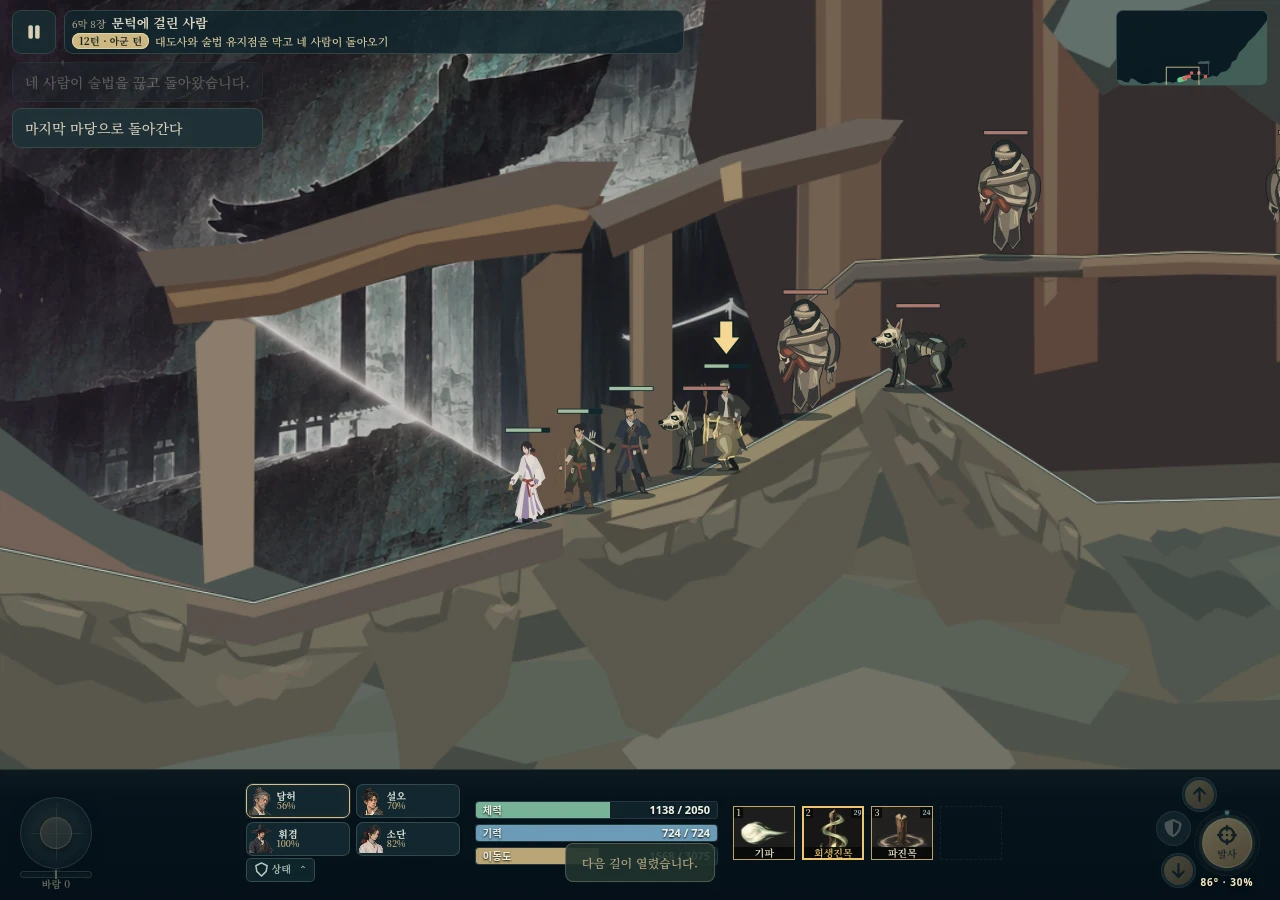 6막 8장 문턱에 걸린 사람
12턴 · 아군 턴 대도사와 술법 유지점을 막고 네 사람이 돌아오기
네 사람이 술법을 끊고 돌아왔습니다.
마지막 마당으로 돌아간다
담허
56%
설오
70%
휘겸
100%
소단
82%
상태
체력 1138 / 2050
기력 724 / 724
이동도
다음 길이 열렸습니다.
1
기파
2 29
회생진목
3 24
파진목
바람 0
발사
86° · 30%